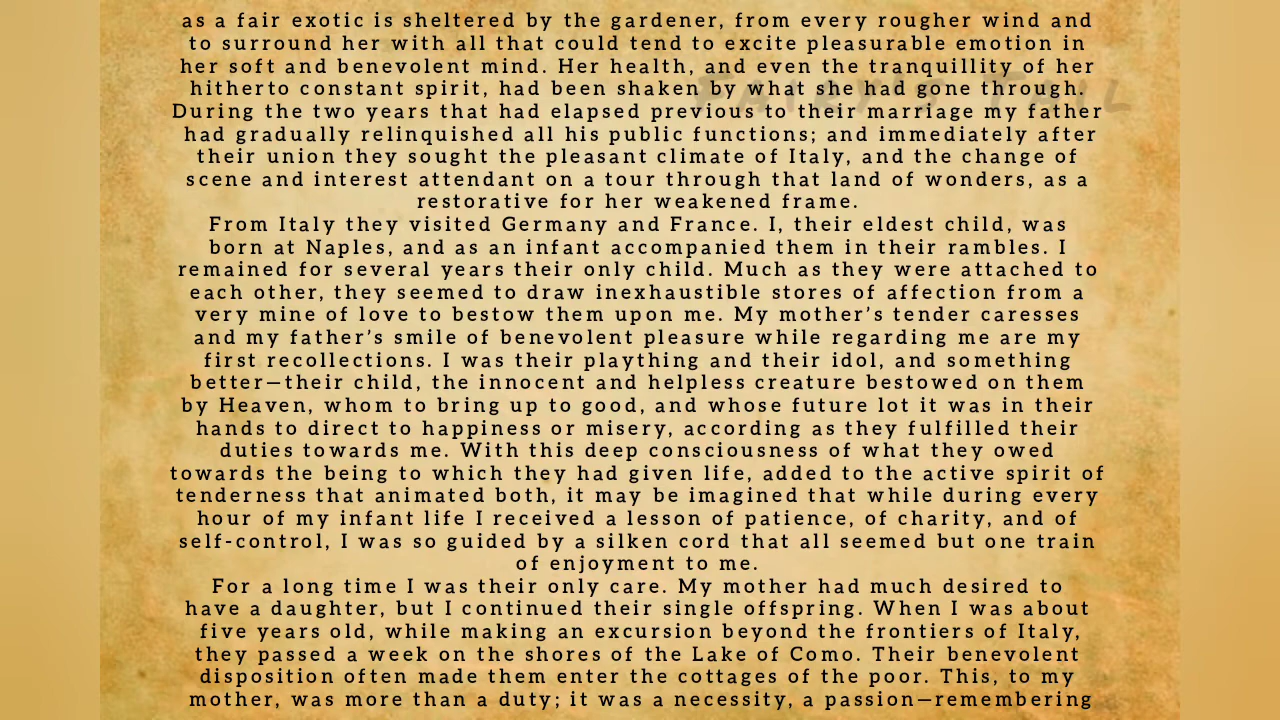 as a fair exotic is sheltered by the gardener, from every rougher wind and
to surround her with all that could tend to excite pleasurable emotion in
her soft and benevolent mind. Her health, and even the tranquillity of her
hitherto constant spirit, had been shaken by what she had gone through.
Fairy's Tail
During the two years that had elapsed previous to their marriage my father
had gradually relinquished all his public functions; and immediately after
their union they sought the pleasant climate of Italy, and the change of
scene and interest attendant on a tour through that land of wonders, as a
restorative for her weakened frame.
From Italy they visited Germany and France. I, their eldest child, was
born at Naples, and as an infant accompanied them in their rambles. I
remained for several years their only child. Much as they were attached to
each other, they seemed to draw inexhaustible stores of affection from a
very mine of love to bestow them upon me. My mother’s tender caresses
and my father’s smile of benevolent pleasure while regarding me are my
first recollections. I was their plaything and their idol, and something
better—their child, the innocent and helpless creature bestowed on them
by Heaven, whom to bring up to good, and whose future lot it was in their
hands to direct to happiness or misery, according as they fulfilled their
duties towards me. With this deep consciousness of what they owed
towards the being to which they had given life, added to the active spirit of
tenderness that animated both, it may be imagined that while during every
hour of my infant life I received a lesson of patience, of charity, and of
self-control, I was so guided by a silken cord that all seemed but one train
of enjoyment to me.
For a long time I was their only care. My mother had much desired to
have a daughter, but I continued their single offspring. When I was about
five years old, while making an excursion beyond the frontiers of Italy,
they passed a week on the shores of the Lake of Como. Their benevolent
disposition often made them enter the cottages of the poor. This, to my
mother, was more than a duty; it was a necessity, a passion—remembering